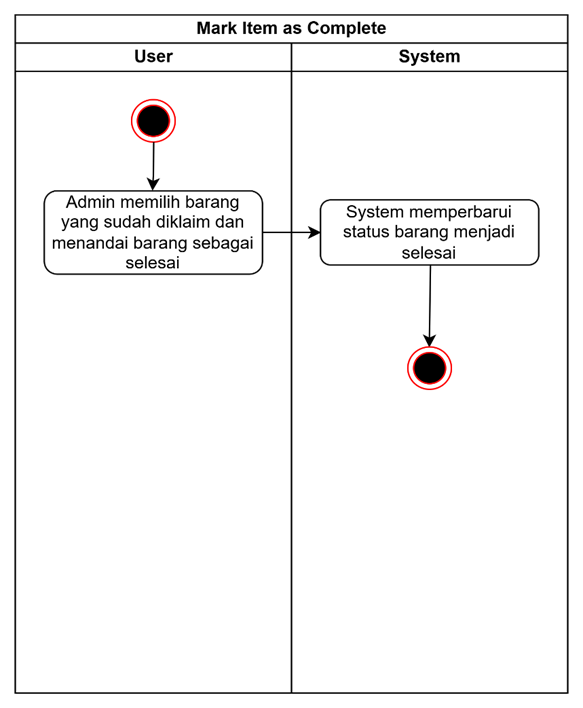 Mark Item as Complete
User
System
Admin memilih barang
yang sudah diklaim dan
menandai barang sebagai
selesai
System memperbarui
status barang menjadi
selesai